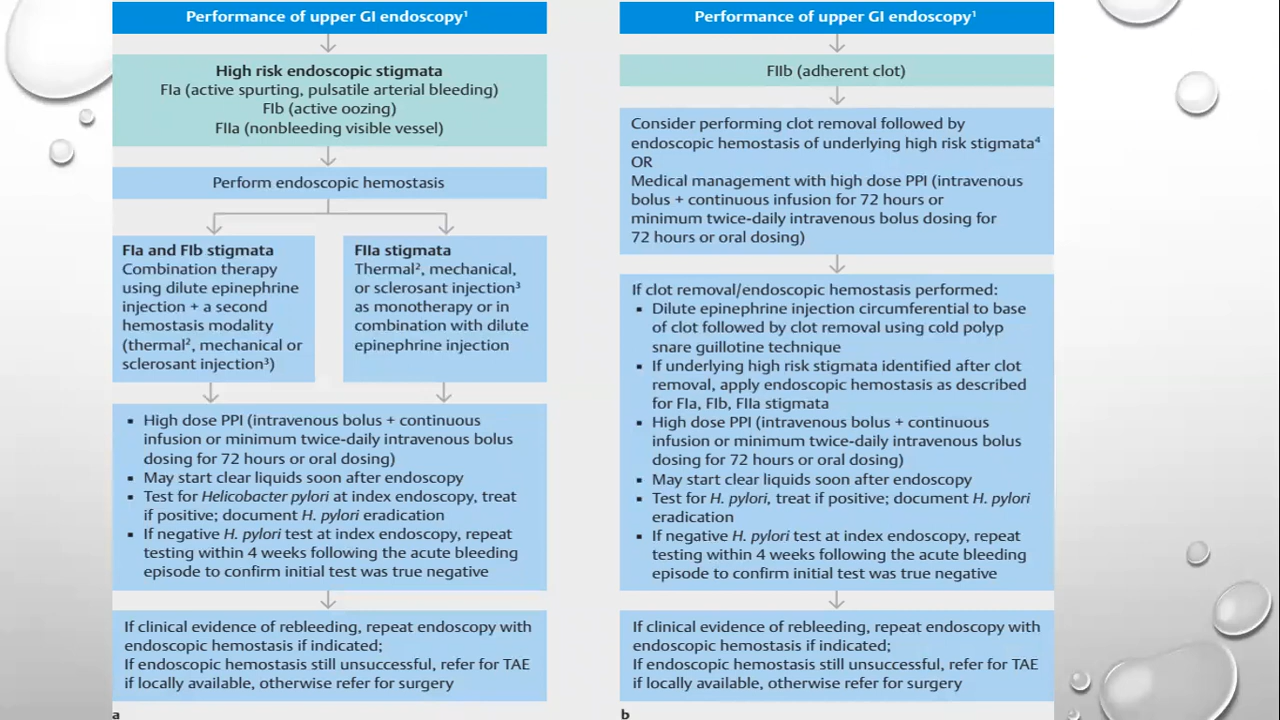 Performance of upper GI endoscopy¹
High risk endoscopic stigmata
FIa (active spurting, pulsatile arterial bleeding)
FIb (active oozing)
FIIa (nonbleeding visible vessel)
Perform endoscopic hemostasis
FIa and FIb stigmata
Combination therapy
using dilute epinephrine
injection + a second
hemostasis modality
(thermal², mechanical or
sclerosant injection³)
FIIa stigmata
Thermal², mechanical,
or sclerosant injection³
as monotherapy or in
combination with dilute
epinephrine injection
▪ High dose PPI (intravenous bolus + continuous
infusion or minimum twice-daily intravenous bolus
dosing for 72 hours or oral dosing)
▪ May start clear liquids soon after endoscopy
▪ Test for Helicobacter pylori at index endoscopy, treat
if positive; document H. pylori eradication
▪ If negative H. pylori test at index endoscopy, repeat
testing within 4 weeks following the acute bleeding
episode to confirm initial test was true negative
If clinical evidence of rebleeding, repeat endoscopy with
endoscopic hemostasis if indicated;
If endoscopic hemostasis still unsuccessful, refer for TAE
if locally available, otherwise refer for surgery
a
Performance of upper GI endoscopy¹
FIIb (adherent clot)
Consider performing clot removal followed by
endoscopic hemostasis of underlying high risk stigmata⁴
OR
Medical management with high dose PPI (intravenous
bolus + continuous infusion for 72 hours or
minimum twice-daily intravenous bolus dosing for
72 hours or oral dosing)
If clot removal/endoscopic hemostasis performed:
▪ Dilute epinephrine injection circumferential to base
of clot followed by clot removal using cold polyp
snare guillotine technique
▪ If underlying high risk stigmata identified after clot
removal, apply endoscopic hemostasis as described
for FIa, FIb, FIIa stigmata
▪ High dose PPI (intravenous bolus + continuous
infusion or minimum twice-daily intravenous bolus
dosing for 72 hours or oral dosing)
▪ May start clear liquids soon after endoscopy
▪ Test for H. pylori, treat if positive; document H. pylori
eradication
▪ If negative H. pylori test at index endoscopy, repeat
testing within 4 weeks following the acute bleeding
episode to confirm initial test was true negative
If clinical evidence of rebleeding, repeat endoscopy with
endoscopic hemostasis if indicated;
If endoscopic hemostasis still unsuccessful, refer for TAE
if locally available, otherwise refer for surgery
b